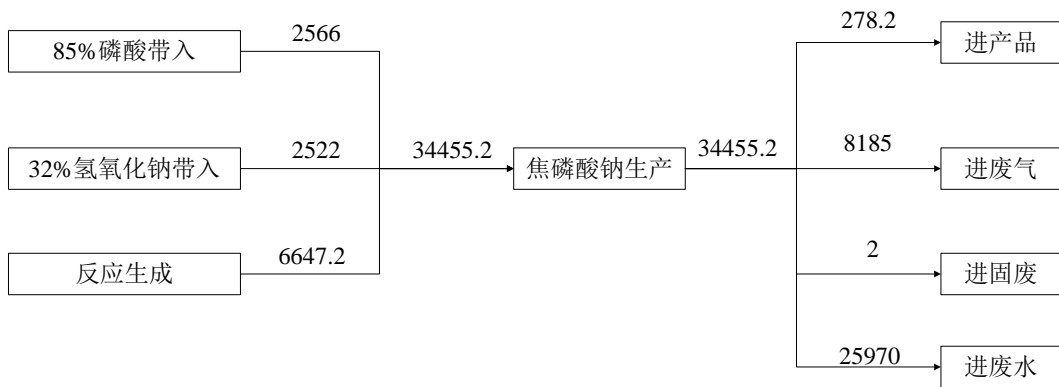 2566
85%磷酸带入
2522
32%氢氧化钠带入
6647.2
反应生成
34455.2
焦磷酸钠生产
34455.2
278.2
进产品
8185
进废气
2
进固废
25970
进废水